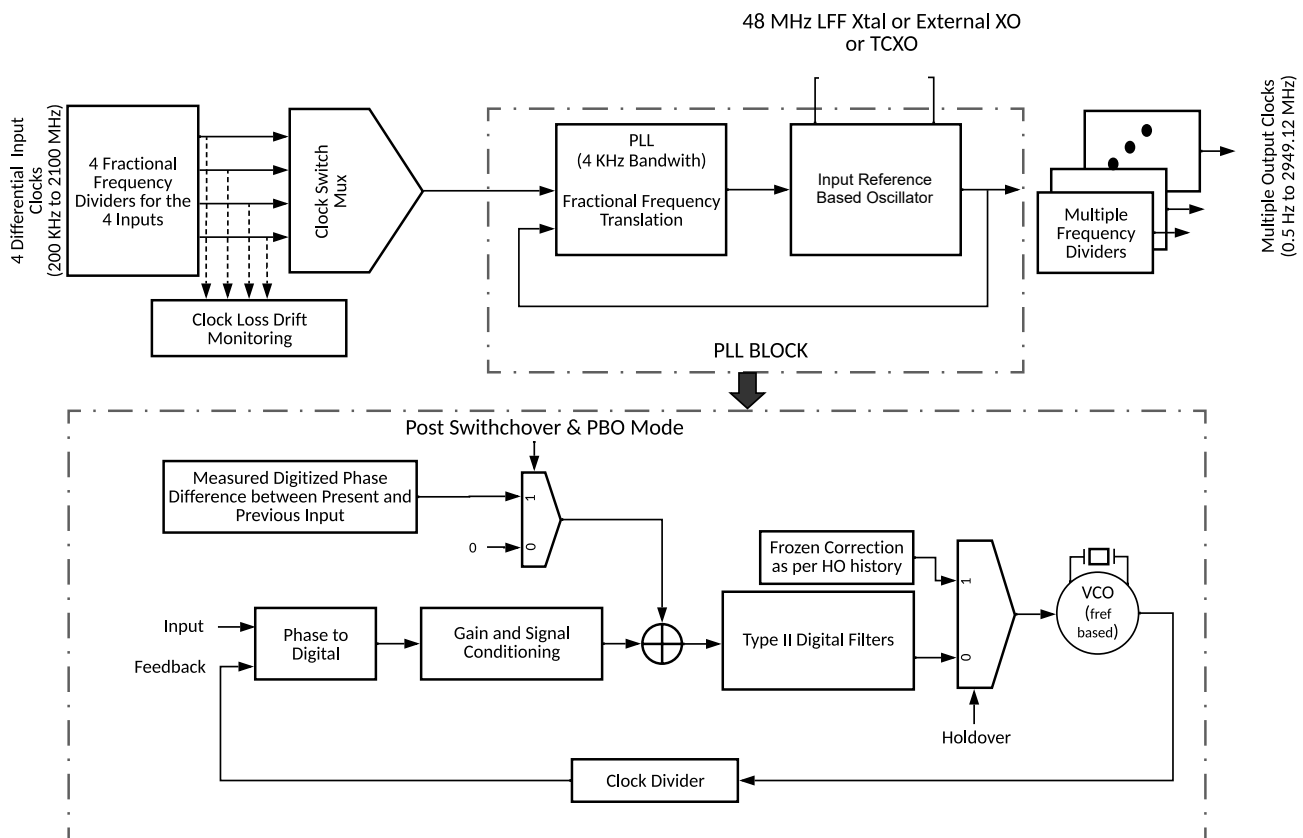 48 MHz LFF Xtal or External XO
or TCXO
4 Differential Input
Clocks
(200 KHz to 2100 MHz)
4 Fractional
Frequency
Dividers for the
4 Inputs
Clock Switch
Mux
PLL
(4 KHz Bandwith)
Fractional Frequency
Translation
Input Reference
Based Oscillator
Multiple
Frequency
Dividers
Multiple Output Clocks
(0.5 Hz to 2949.12 MHz)
Clock Loss Drift
Monitoring
PLL BLOCK
Post Swithchover & PBO Mode
Measured Digitized Phase
Difference between Present and
Previous Input
1
0
0
Frozen Correction
as per HO history
1
0
VCO
(fref
based)
Input
Feedback
Phase to
Digital
Gain and Signal
Conditioning
Type II Digital Filters
Holdover
Clock Divider